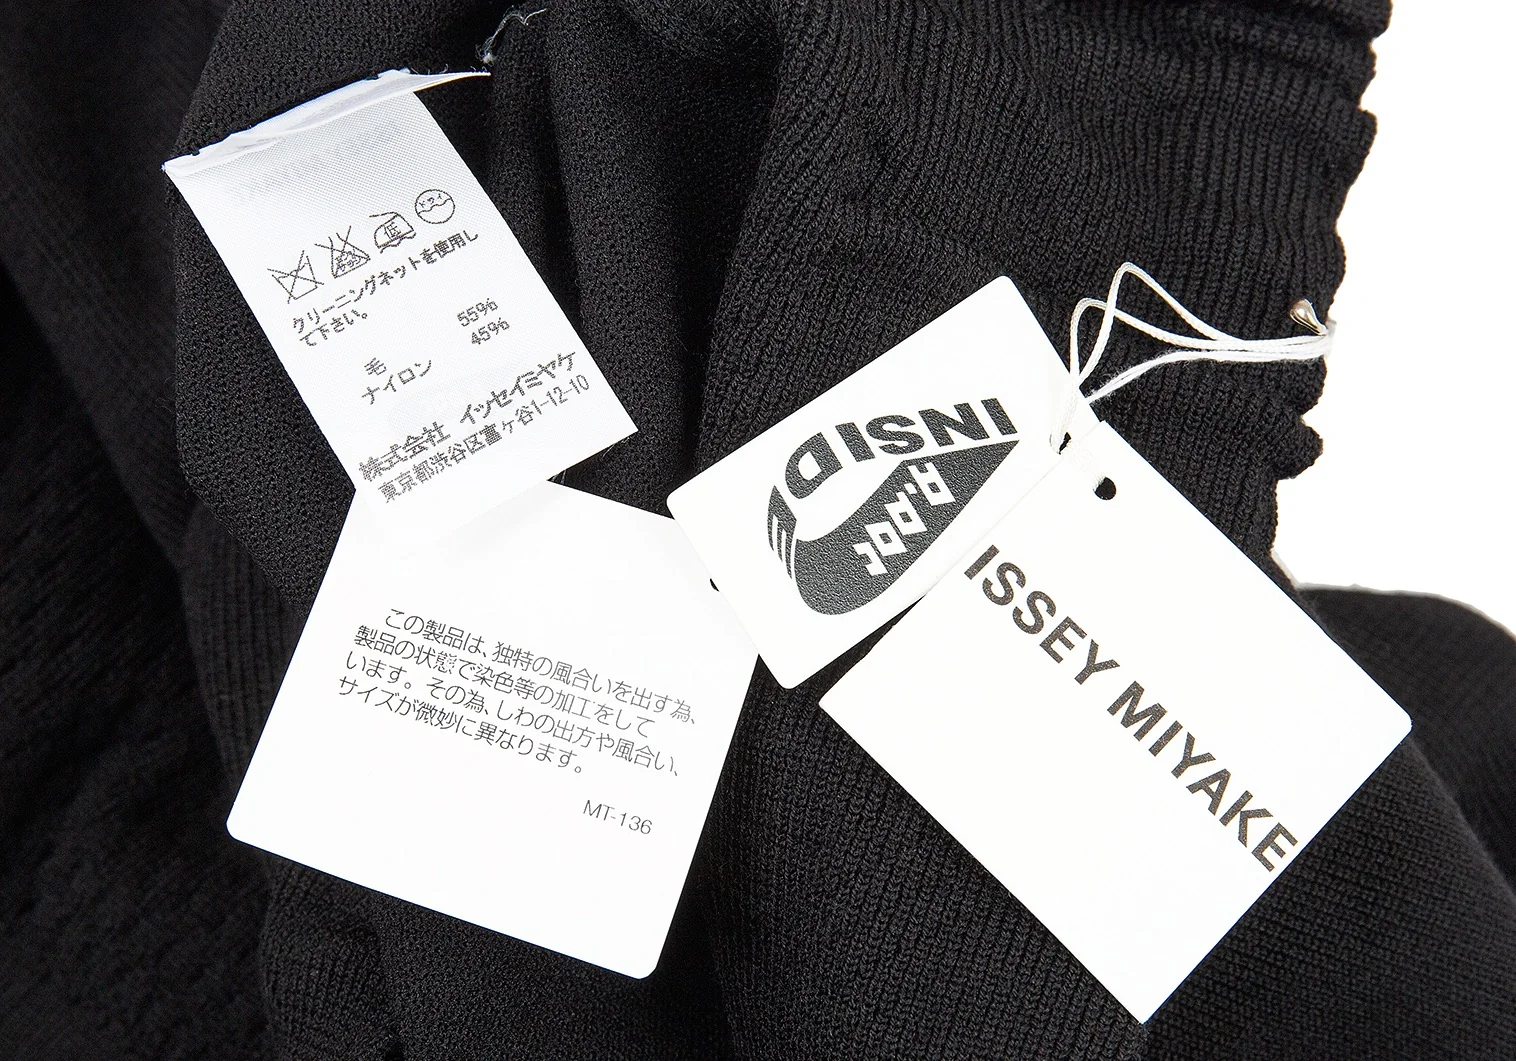 ドライ
低
クリーニングネットを使用し
て下さい。
毛 55%
ナイロン 45%
株式会社 イッセイミヤケ
東京都渋谷区富ヶ谷1-12-10
この製品は、独特の風合いを出す為、
製品の状態で染色等の加工をして
います。その為、しわの出方や風合い、
サイズが微妙に異なります。
MT-136
INSIDE
ISSEY MIYAKE